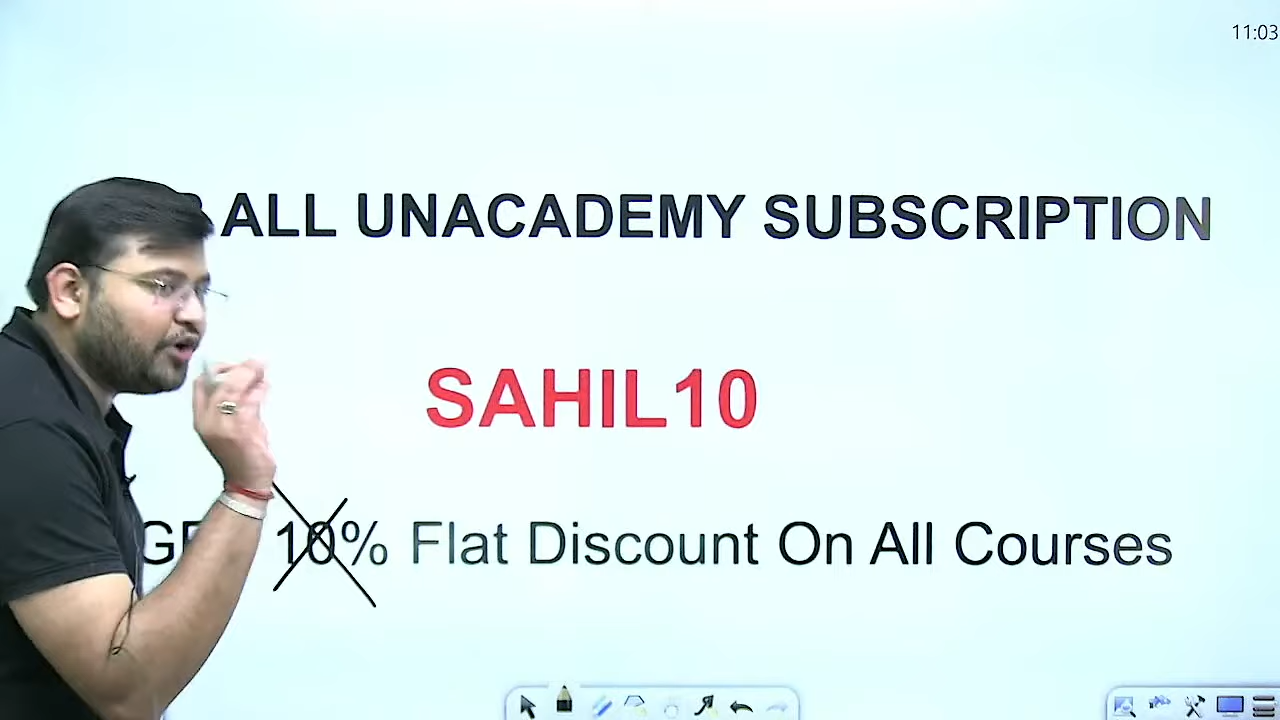 11:03
ALL UNACADEMY SUBSCRIPTION
SAHIL10
10% Flat Discount On All Courses